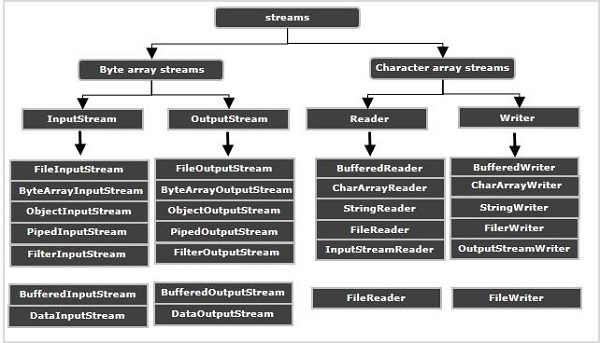 streams
Byte array streams
Character array streams
InputStream
OutputStream
Reader
Writer
FileInputStream
ByteArrayInputStream
ObjectInputStream
PipedInputStream
FilterInputStream
FileOutputStream
ByteArrayOutputStream
ObjectOutputStream
PipedOutputStream
FilterOutputStream
BufferedReader
CharArrayReader
StringReader
FileReader
InputStreamReader
BufferedWriter
CharArrayWriter
StringWriter
FilerWriter
OutputStreamWriter
BufferedInputStream
DataInputStream
BufferedOutputStream
DataOutputStream
FileReader
FileWriter